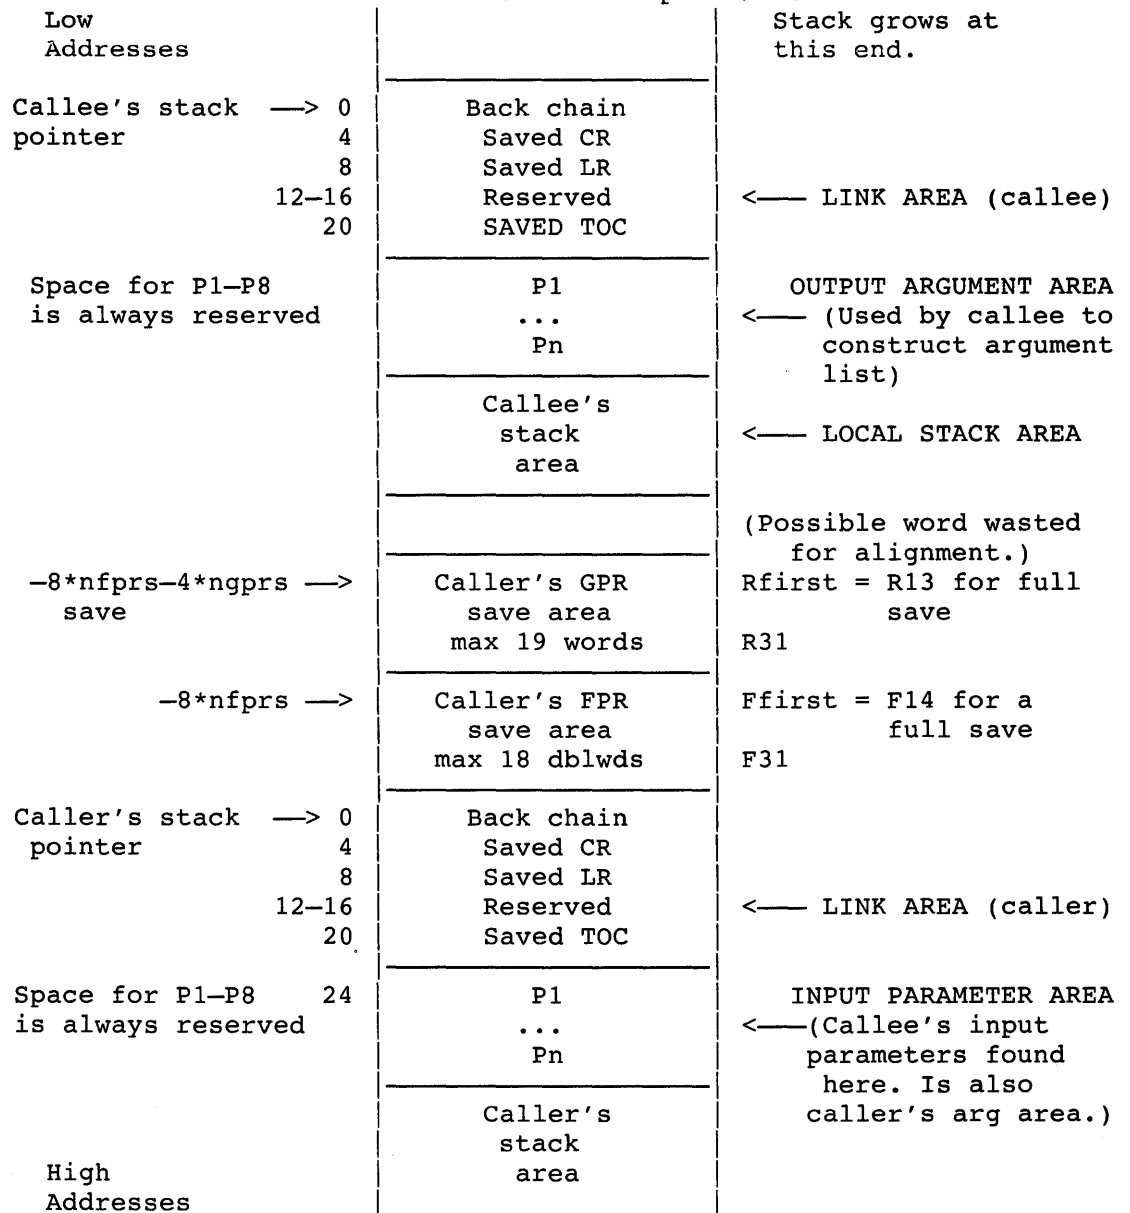 Low Stack grows at
Addresses this end.
Callee's stack —> 0 Back chain
pointer 4 Saved CR
8 Saved LR
12–16 Reserved <— LINK AREA (callee)
20 SAVED TOC
Space for P1–P8 P1 OUTPUT ARGUMENT AREA
is always reserved ... <— (Used by callee to
Pn construct argument
list)
Callee's
stack <— LOCAL STACK AREA
area
(Possible word wasted
for alignment.)
–8*nfprs–4*ngprs —> Caller's GPR Rfirst = R13 for full
save save area save
max 19 words R31
–8*nfprs —> Caller's FPR Ffirst = F14 for a
save area full save
max 18 dblwds F31
Caller's stack —> 0 Back chain
pointer 4 Saved CR
8 Saved LR
12–16 Reserved <— LINK AREA (caller)
20 Saved TOC
Space for P1–P8 24 P1 INPUT PARAMETER AREA
is always reserved ... <—(Callee's input
Pn parameters found
here. Is also
Caller's caller's arg area.)
stack
High area
Addresses